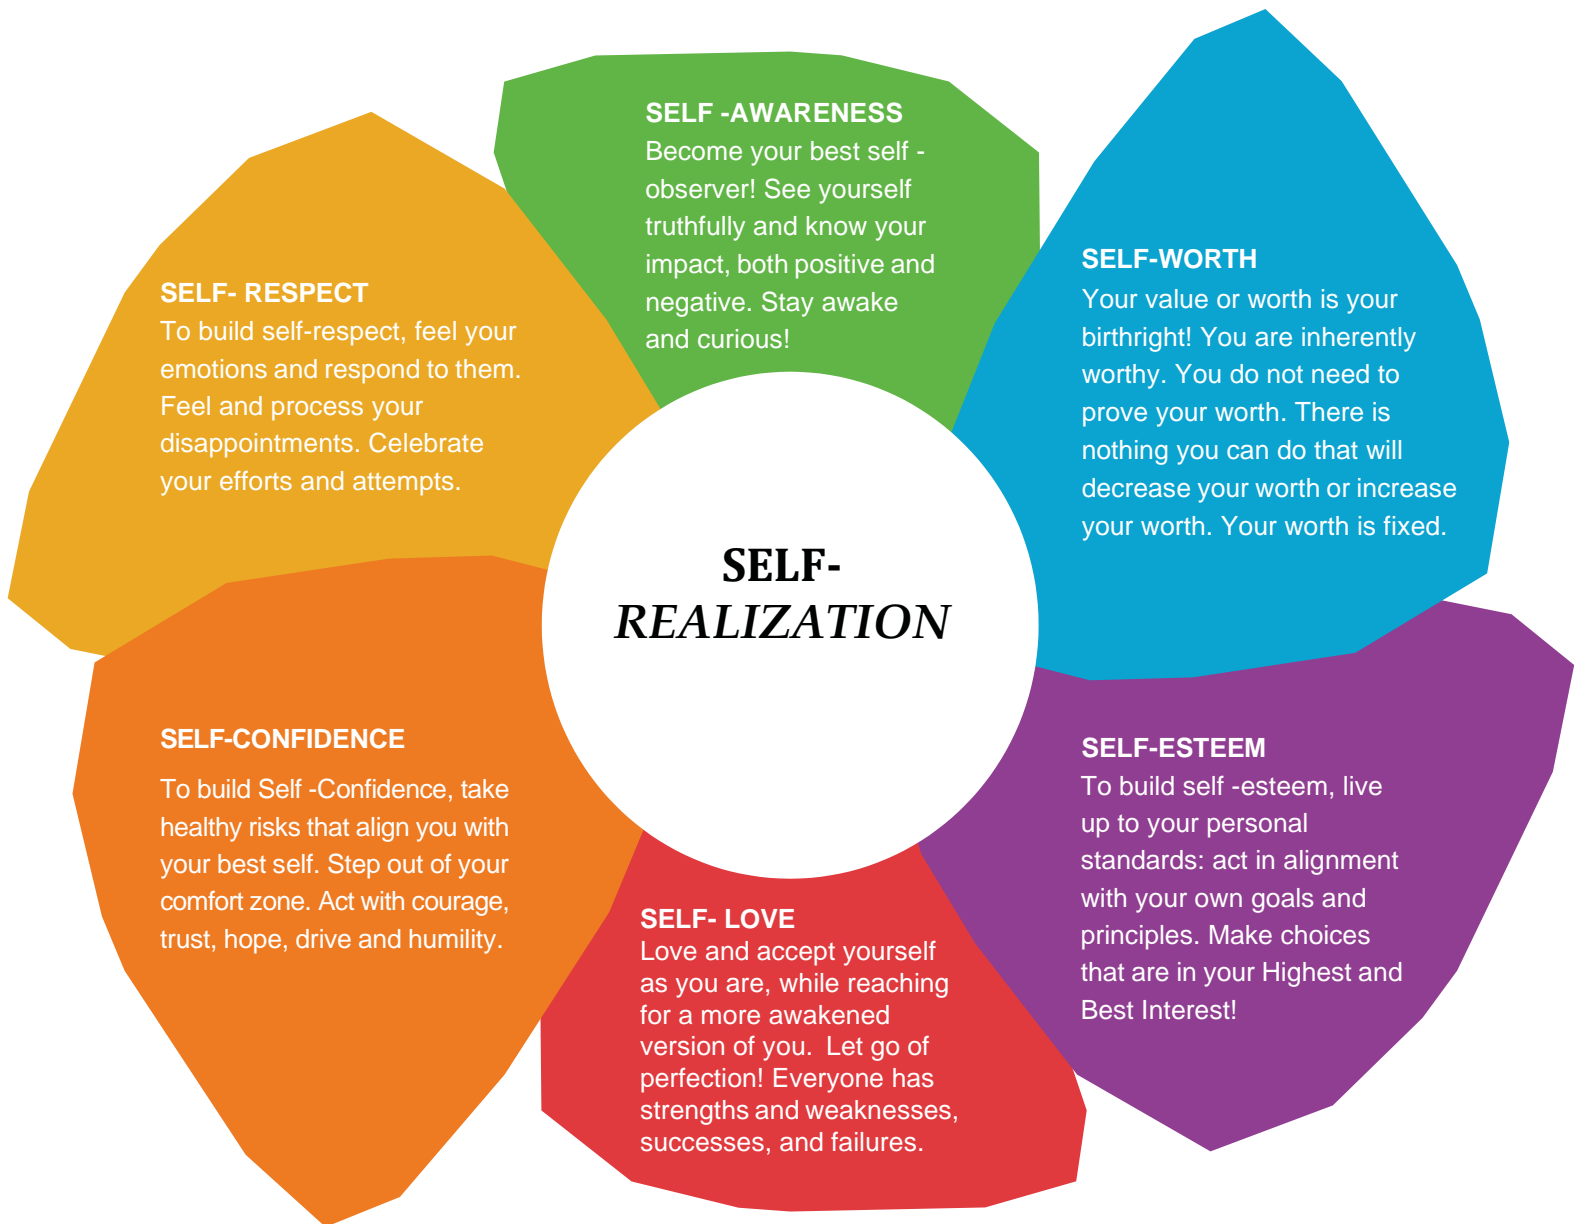 SELF -AWARENESS
Become your best self -
observer! See yourself
truthfully and know your
impact, both positive and
negative. Stay awake
and curious!
SELF-WORTH
Your value or worth is your
birthright! You are inherently
worthy. You do not need to
prove your worth. There is
nothing you can do that will
decrease your worth or increase
your worth. Your worth is fixed.
SELF-ESTEEM
To build self -esteem, live
up to your personal
standards: act in alignment
with your own goals and
principles. Make choices
that are in your Highest and
Best Interest!
SELF- LOVE
Love and accept yourself
as you are, while reaching
for a more awakened
version of you. Let go of
perfection! Everyone has
strengths and weaknesses,
successes, and failures.
SELF-CONFIDENCE
To build Self -Confidence, take
healthy risks that align you with
your best self. Step out of your
comfort zone. Act with courage,
trust, hope, drive and humility.
SELF- RESPECT
To build self-respect, feel your
emotions and respond to them.
Feel and process your
disappointments. Celebrate
your efforts and attempts.
SELF-
REALIZATION